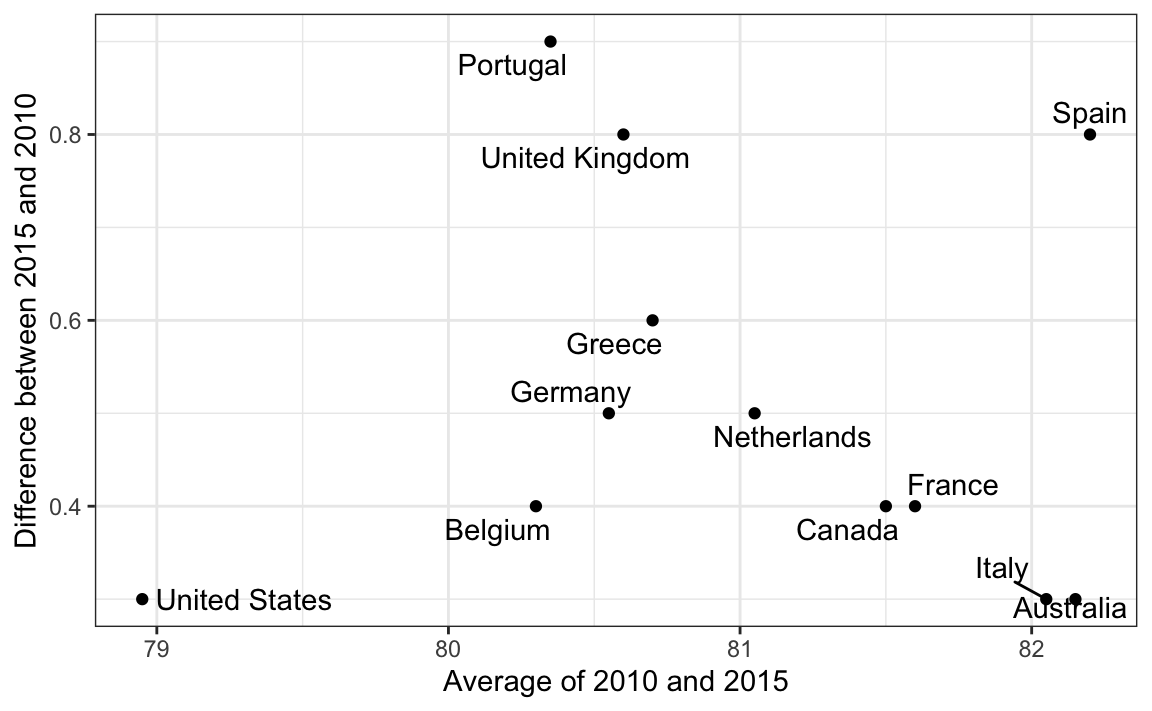 Portugal
Spain
0.8
United Kingdom
0.6
Greece
Germany
Netherlands
France
0.4
Belgium
Canada
Italy
United States
Australia
79
80
81
82
Average of 2010 and 2015
Difference between 2015 and 2010